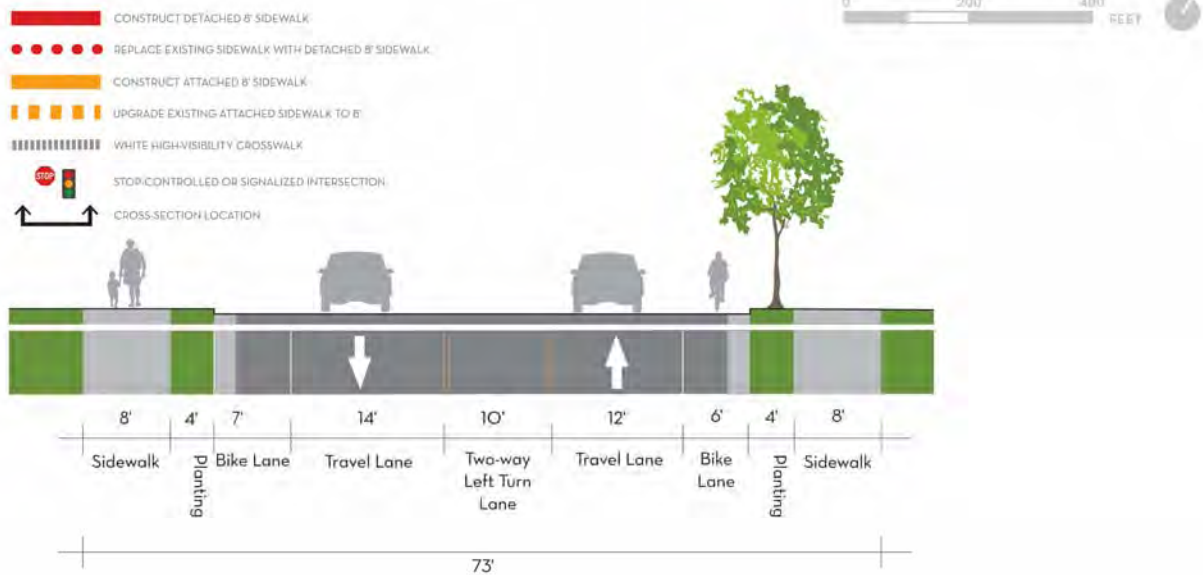 CONSTRUCT DETACHED 8' SIDEWALK
0 200 400
FEET
REPLACE EXISTING SIDEWALK WITH DETACHED 8' SIDEWALK
CONSTRUCT ATTACHED 8' SIDEWALK
UPGRADE EXISTING ATTACHED SIDEWALK TO 8'
WHITE HIGH-VISIBILITY CROSSWALK
STOP
STOP-CONTROLLED OR SIGNALIZED INTERSECTION
CROSS-SECTION LOCATION
8' 4' 7' 14' 10' 12' 6' 4' 8'
Sidewalk
Planting
Bike Lane
Travel Lane
Two-way
Left Turn
Lane
Travel Lane
Bike
Lane
Planting
Sidewalk
73'